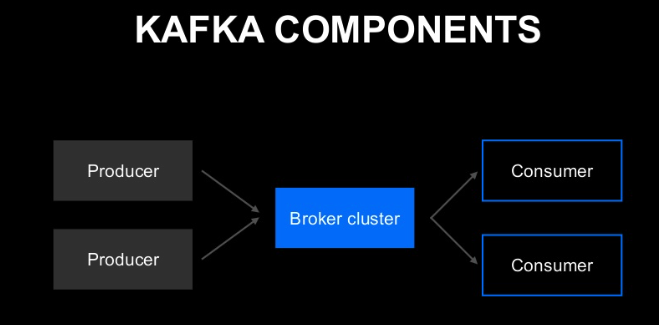 KAFKA COMPONENTS
Producer
Producer
Broker cluster
Consumer
Consumer